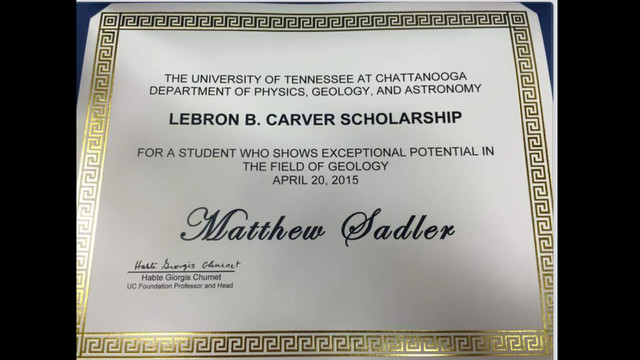 THE UNIVERSITY OF TENNESSEE AT CHATTANOOGA
DEPARTMENT OF PHYSICS, GEOLOGY, AND ASTRONOMY
LEBRON B. CARVER SCHOLARSHIP
FOR A STUDENT WHO SHOWS EXCEPTIONAL POTENTIAL IN
THE FIELD OF GEOLOGY
APRIL 20, 2015
Matthew Sadler
Habte Giorgis Churnet
Habte Giorgis Churnet
UC Foundation Professor and Head